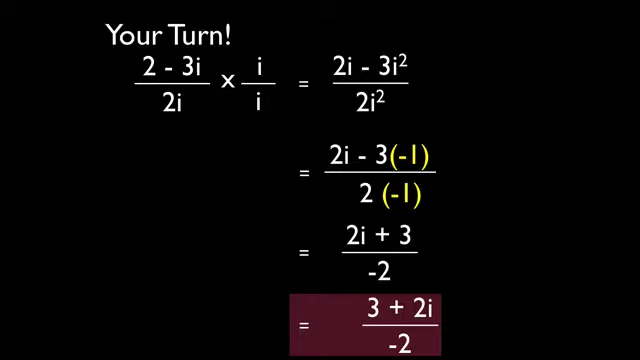 Your Turn!
2 - 3i / 2i x i / i = 2i - 3i² / 2i²
= 2i - 3(-1) / 2 (-1)
= 2i + 3 / -2
= 3 + 2i / -2